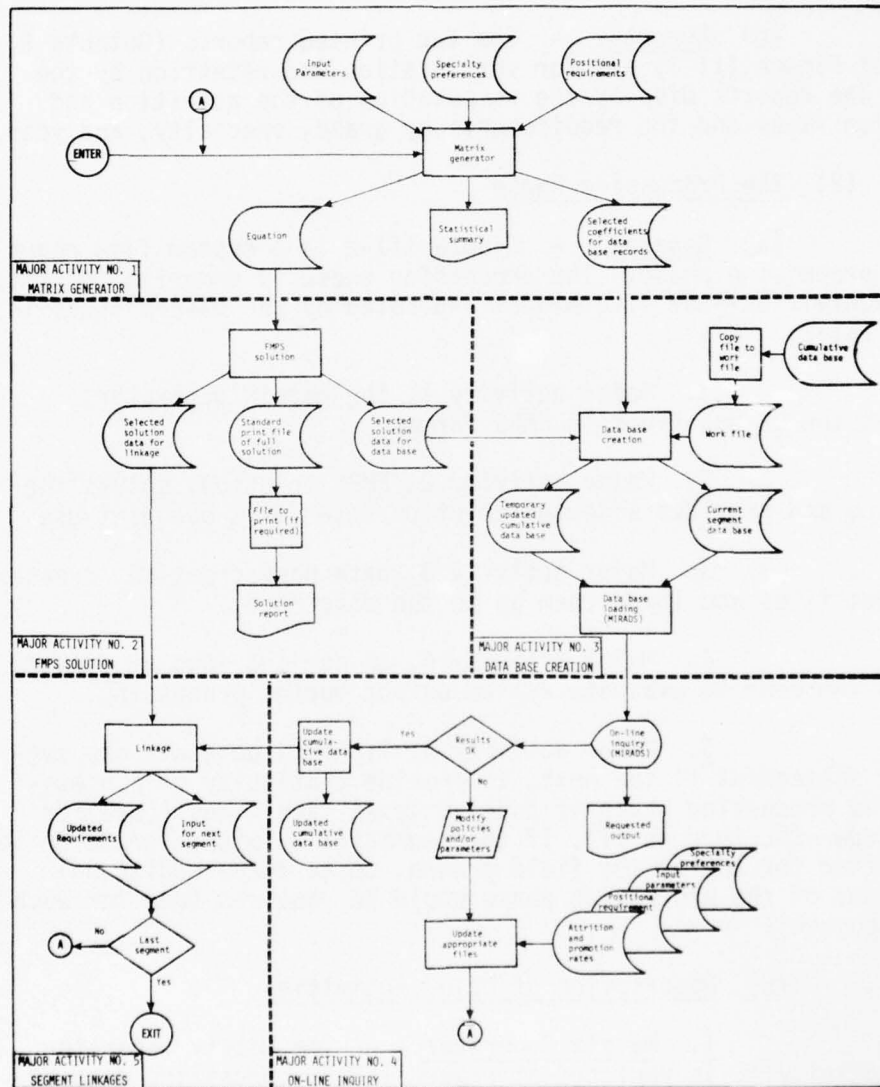 Input
Parameters
Specialty
preferences
Positional
requirements
A
ENTER
Matrix
generator
Equation
Statistical
summary
Selected
coefficients
for data
base records
MAJOR ACTIVITY NO. 1
MATRIX GENERATOR
FMPS
solution
Selected
solution
data for
linkage
Standard
print file
of full
solution
Selected
solution
data for
data base
File to
print (if
required)
Solution
report
MAJOR ACTIVITY NO. 2
FMPS SOLUTION
Copy
file to
work
file
Cumulative
data base
Data base
creation
Work file
Temporary
updated
cumulative
data base
Current
segment
data base
Data base
loading
(MIRADS)
MAJOR ACTIVITY NO. 3
DATA BASE CREATION
Linkage
Updated
Requirements
Input
for next
segment
No
A
Last
segment
Yes
EXIT
MAJOR ACTIVITY NO. 5
SEGMENT LINKAGES
Update
cumula-
tive data
base
Updated
cumulative
data base
Yes
Results
OK
No
On-line
inquiry
(MIRADS)
Modify
policies
and/or
parameters
Requested
output
Specialty
preferences
Input
parameters
Positional
requirement
Attrition
and
promotion
rates
Update
appropriate
files
A
MAJOR ACTIVITY NO. 4
ON-LINE INQUIRY